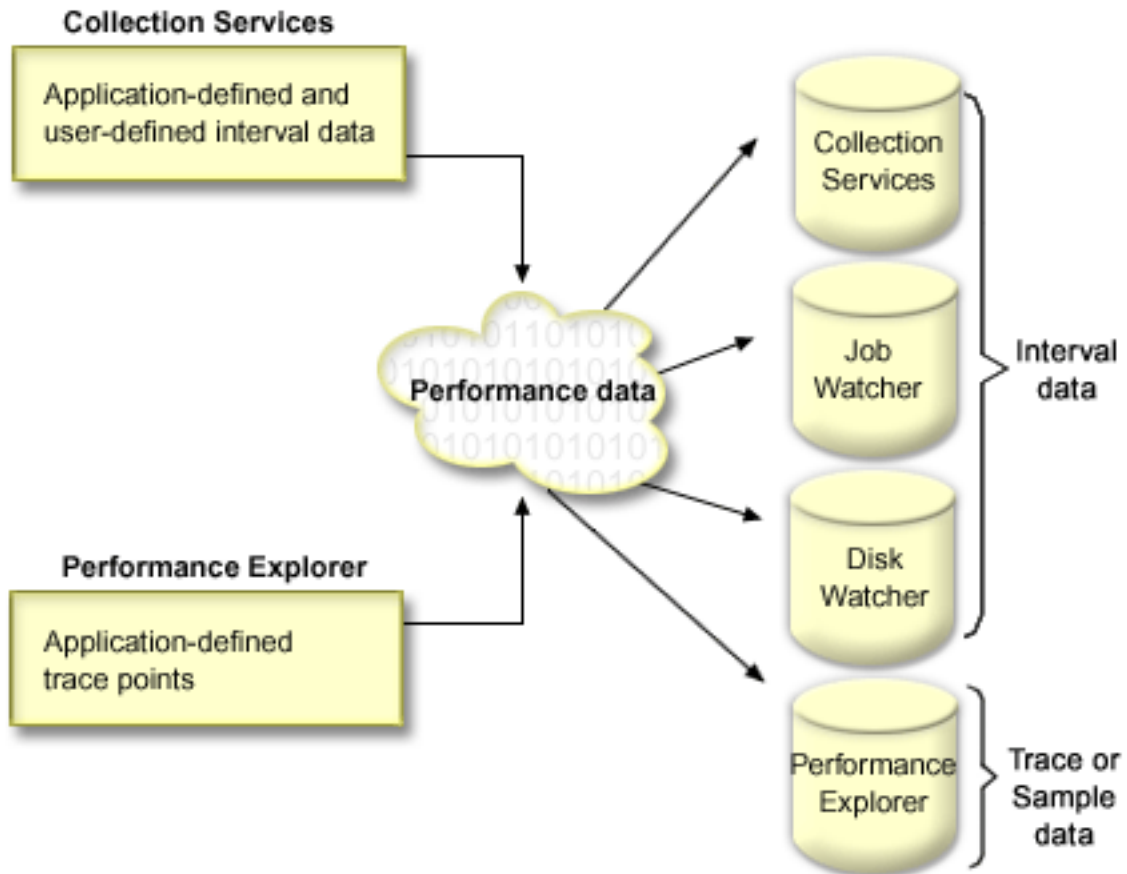 Collection Services
Application-defined and
user-defined interval data
Performance data
Performance Explorer
Application-defined
trace points
Collection
Services
Job
Watcher
Disk
Watcher
Performance
Explorer
Interval
data
Trace or
Sample
data